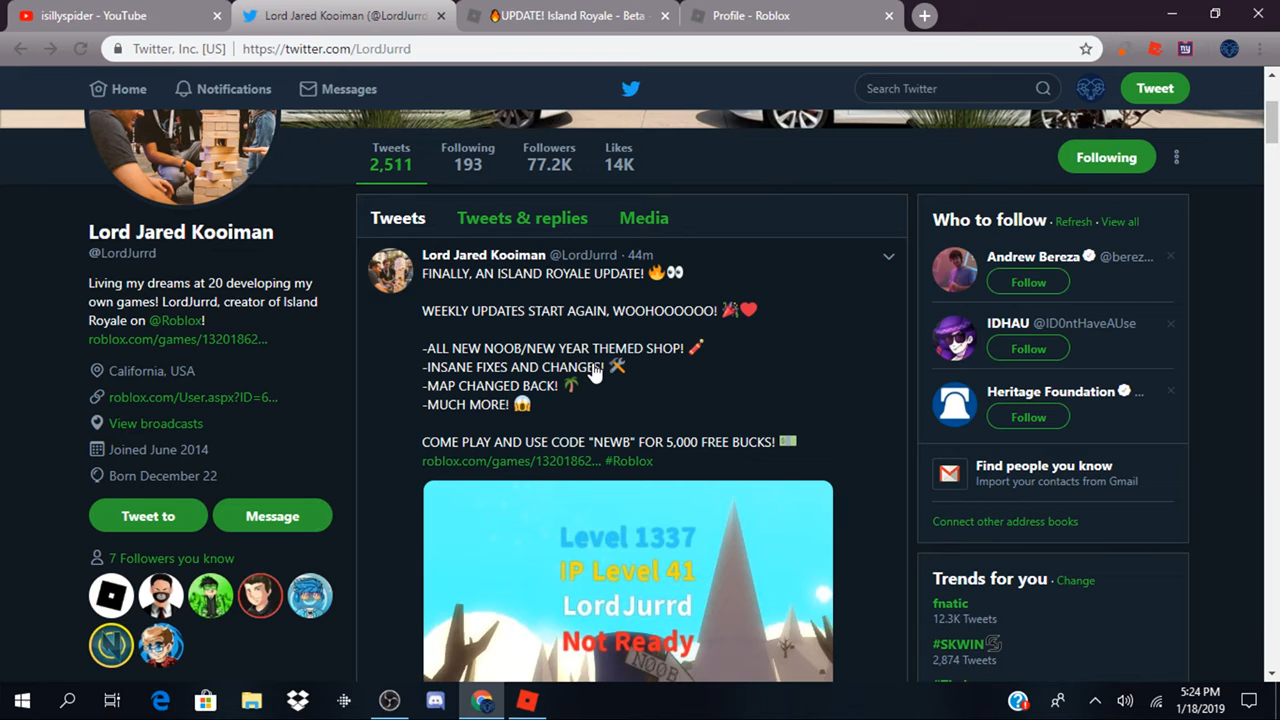 isillyspider - YouTube
Lord Jared Kooiman (@LordJurrd
🔥UPDATE! Island Royale - Beta -
Profile - Roblox
Twitter, Inc. [US]
https://twitter.com/LordJurrd
Home
Notifications
Messages
Search Twitter
Tweet
Tweets
2,511
Following
193
Followers
77.2K
Likes
14K
Following
Lord Jared Kooiman
@LordJurrd
Living my dreams at 20 developing my
own games! LordJurrd, creator of Island
Royale on @Roblox!
roblox.com/games/13201862...
California, USA
roblox.com/User.aspx?ID=6...
View broadcasts
Joined June 2014
Born December 22
Tweet to
Message
7 Followers you know
Tweets
Tweets & replies
Media
Lord Jared Kooiman @LordJurrd · 44m
FINALLY, AN ISLAND ROYALE UPDATE! 🔥👀
WEEKLY UPDATES START AGAIN, WOOHOOOOOO! 🎉❤️
-ALL NEW NOOB/NEW YEAR THEMED SHOP! 🧨
-INSANE FIXES AND CHANGES! 🛠️
-MAP CHANGED BACK! 🌴
-MUCH MORE! 😱
COME PLAY AND USE CODE "NEWB" FOR 5,000 FREE BUCKS! 💵
roblox.com/games/13201862... #Roblox
Level 1337
IP Level 41
LordJurrd
Not Ready
NOOB
Who to follow · Refresh · View all
Andrew Bereza @berez...
Follow
IDHAU @ID0ntHaveAUse
Follow
Heritage Foundation ...
Follow
Find people you know
Import your contacts from Gmail
Connect other address books
Trends for you · Change
fnatic
12.3K Tweets
#SKWIN
2,874 Tweets
5:24 PM
1/18/2019